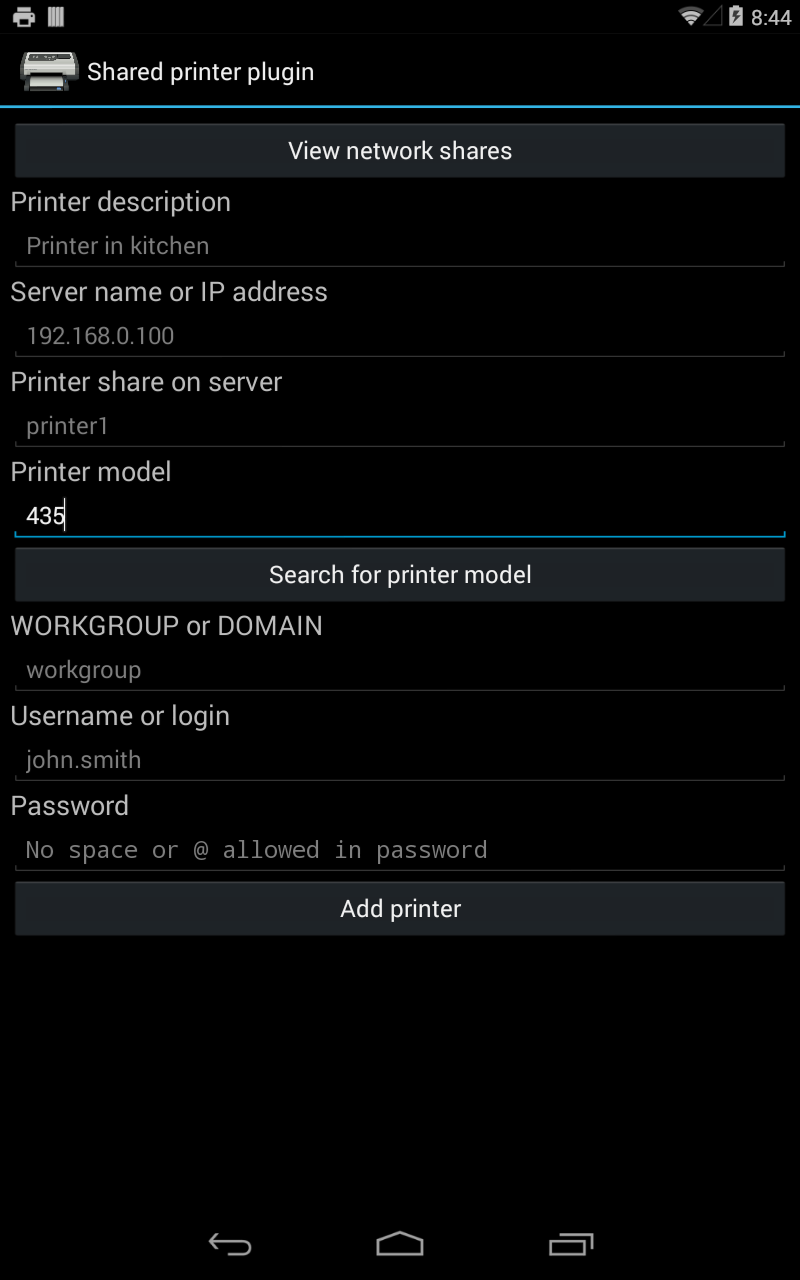 8:44
Shared printer plugin
View network shares
Printer description
Printer in kitchen
Server name or IP address
192.168.0.100
Printer share on server
printer1
Printer model
435
Search for printer model
WORKGROUP or DOMAIN
workgroup
Username or login
john.smith
Password
No space or @ allowed in password
Add printer